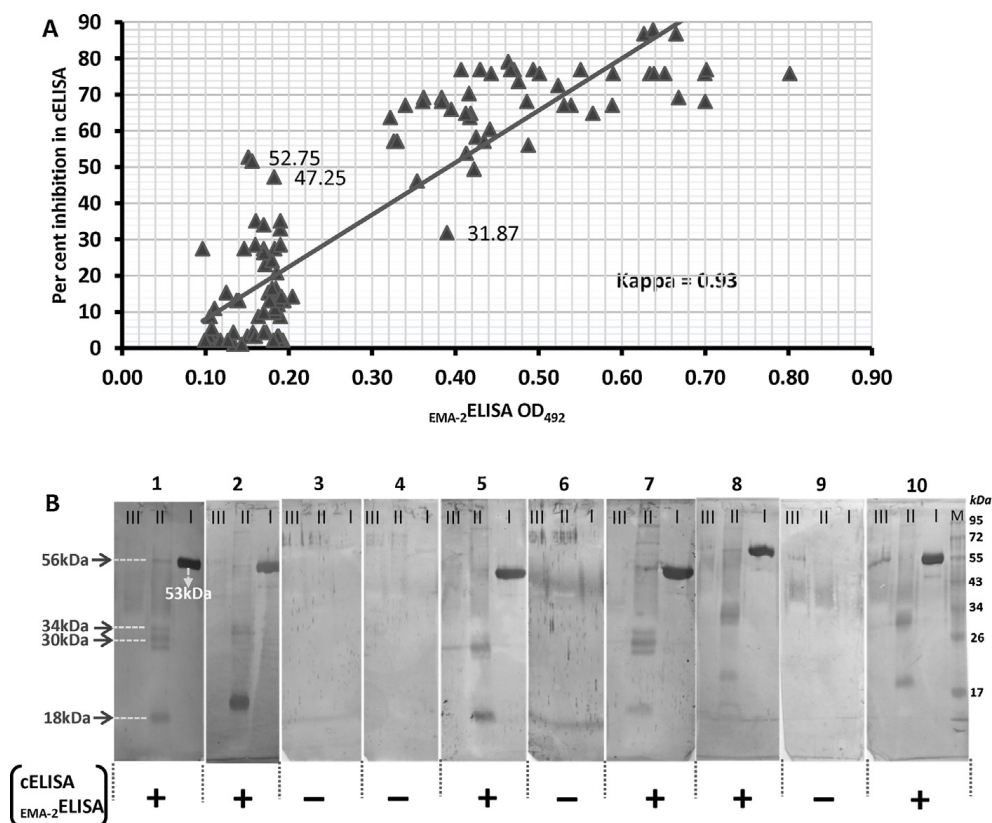 A
Per cent inhibition in cELISA
90
80
70
60
50
40
30
20
10
0
52.75
47.25
31.87
Kappa = 0.93
0.00 0.10 0.20 0.30 0.40 0.50 0.60 0.70 0.80 0.90
EMA-2ELISA OD492
B
1 2 3 4 5 6 7 8 9 10 kDa
III II I III II I III II I III II I III II I III II I III II I III II I III II I III II I M
95
72
56kDa 55
53kDa 43
34kDa 34
30kDa 26
17
18kDa
cELISA
EMA-2ELISA
+ + − − + − + + − +